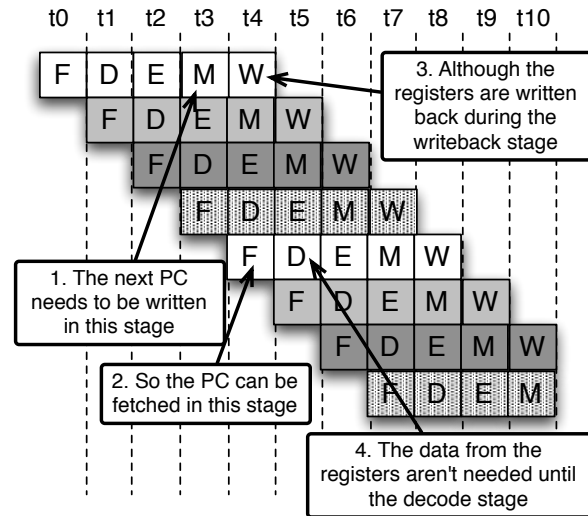 t0 t1 t2 t3 t4 t5 t6 t7 t8 t9 t10
F D E M W
F D E M W
F D E M W
F D E M W
F D E M W
F D E M W
F D E M W
F D E M
3. Although the
registers are written
back during the
writeback stage
1. The next PC
needs to be written
in this stage
2. So the PC can be
fetched in this stage
4. The data from the
registers aren't needed until
the decode stage